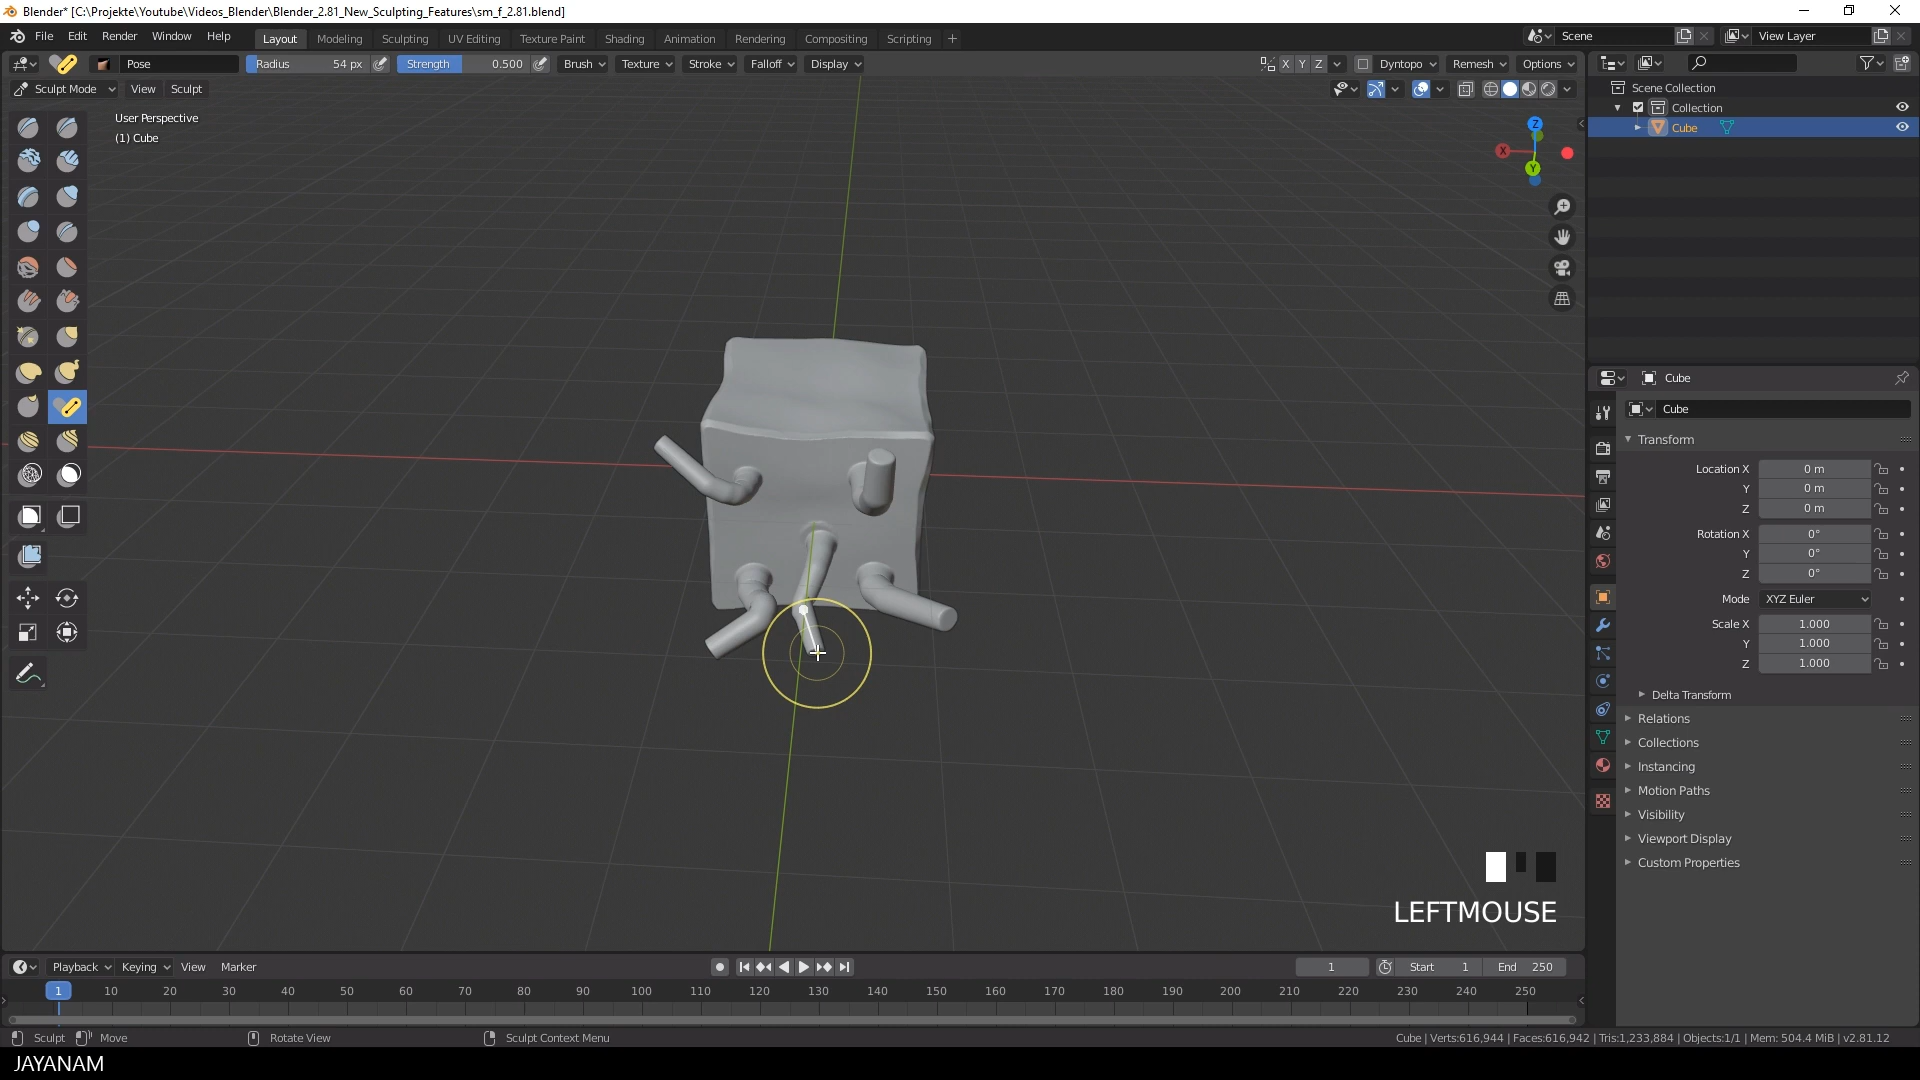 Blender* [C:\Projekte\Youtube\Videos_Blender\Blender_2.81_New_Sculpting_Features\sm_f_2.81.blend]
File Edit Render Window Help Layout Modeling Sculpting UV Editing Texture Paint Shading Animation Rendering Compositing Scripting + Scene View Layer
Pose Radius 54 px Strength 0.500 Brush Texture Stroke Falloff Display X Y Z Dyntopo Remesh Options
Sculpt Mode View Sculpt
User Perspective
(1) Cube
Z
X
Y
Scene Collection
Collection
Cube
Cube
Cube
Transform
Location X 0 m
Y 0 m
Z 0 m
Rotation X 0°
Y 0°
Z 0°
Mode XYZ Euler
Scale X 1.000
Y 1.000
Z 1.000
Delta Transform
Relations
Collections
Instancing
Motion Paths
Visibility
Viewport Display
Custom Properties
LEFTMOUSE
Playback Keying View Marker 1 Start 1 End 250
1 10 20 30 40 50 60 70 80 90 100 110 120 130 140 150 160 170 180 190 200 210 220 230 240 250
Sculpt Move Rotate View Sculpt Context Menu Cube | Verts:616,944 | Faces:616,942 | Tris:1,233,884 | Objects:1/1 | Mem: 504.4 MiB | v2.81.12
JAYANAM